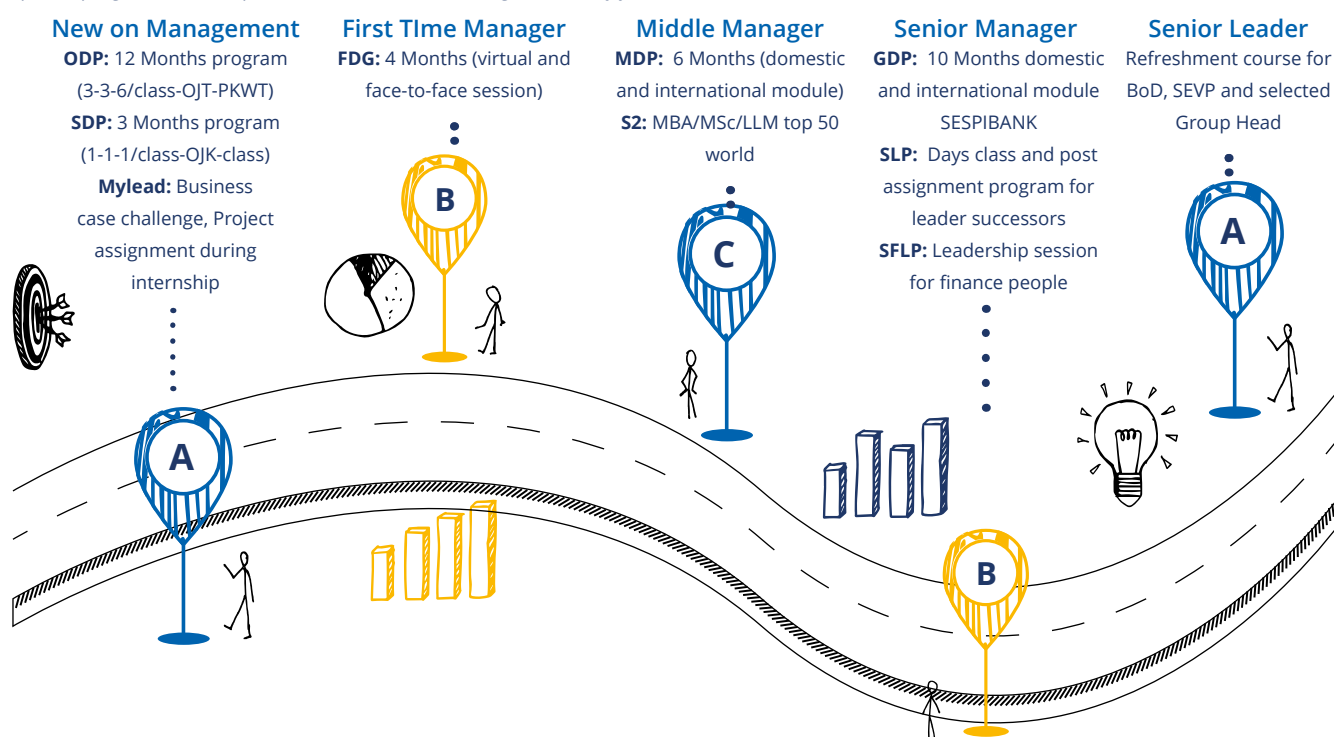 New on Management
ODP: 12 Months program
(3-3-6/class-OJT-PKWT)
SDP: 3 Months program
(1-1-1/class-OJK-class)
Mylead: Business
case challenge, Project
assignment during
internship
First TIme Manager
FDG: 4 Months (virtual and
face-to-face session)
Middle Manager
MDP: 6 Months (domestic
and international module)
S2: MBA/MSc/LLM top 50
world
Senior Manager
GDP: 10 Months domestic
and international module
SESPIBANK
SLP: Days class and post
assignment program for
leader successors
SFLP: Leadership session
for finance people
Senior Leader
Refreshment course for
BoD, SEVP and selected
Group Head
A
B
C
B
A